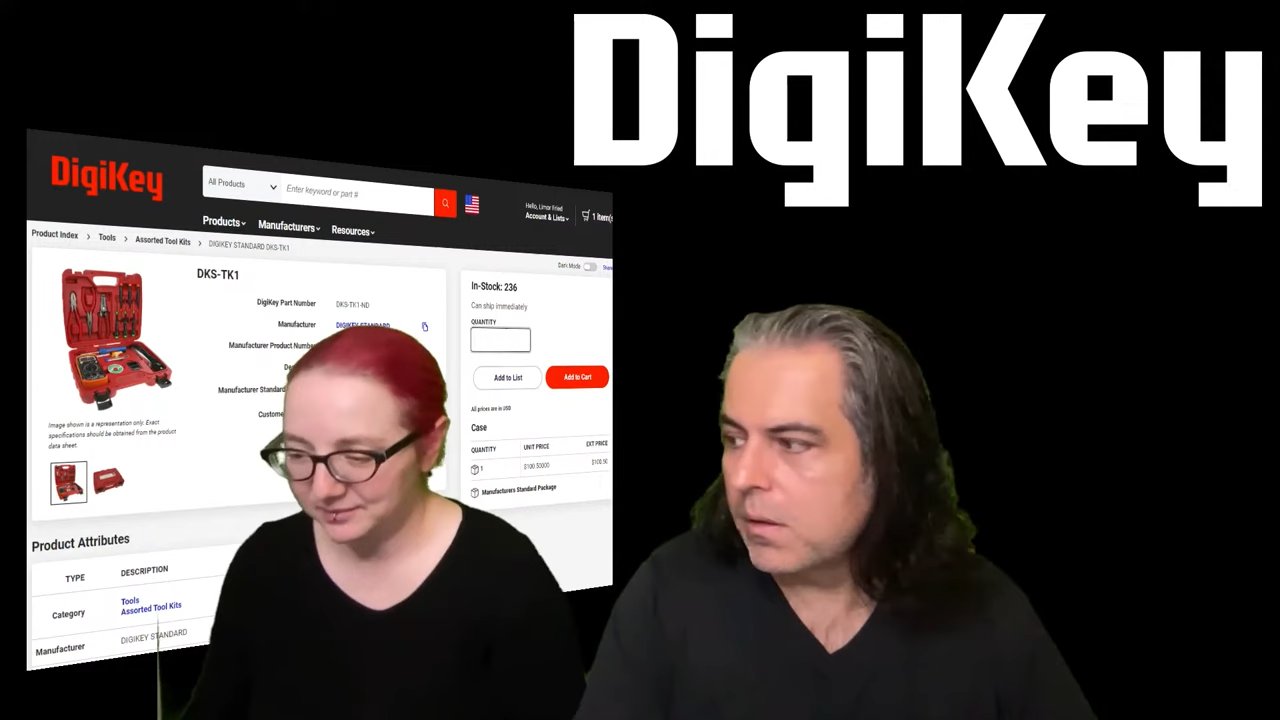 DigiKey
DigiKey
All Products
Enter keyword or part #
Hello, Limor Fried
Account & Lists
1 item(s
Products
Manufacturers
Resources
Product Index > Tools > Assorted Tool Kits > DIGIKEY STANDARD DKS-TK1
Dark Mode
DKS-TK1
DigiKey Part Number DKS-TK1-ND
Manufacturer DIGIKEY STANDARD
Manufacturer Product Number
De
Manufacturer Standard
Custome
Image shown is a representation only. Exact
specifications should be obtained from the product
data sheet.
In-Stock: 236
Can ship immediately
QUANTITY
Add to List
Add to Cart
All prices are in USD
Case
QUANTITY UNIT PRICE EXT PRICE
1 $100.50000 $100.50
Manufacturers Standard Package
Product Attributes
TYPE DESCRIPTION
Category Tools
Assorted Tool Kits
Manufacturer DIGIKEY STANDARD